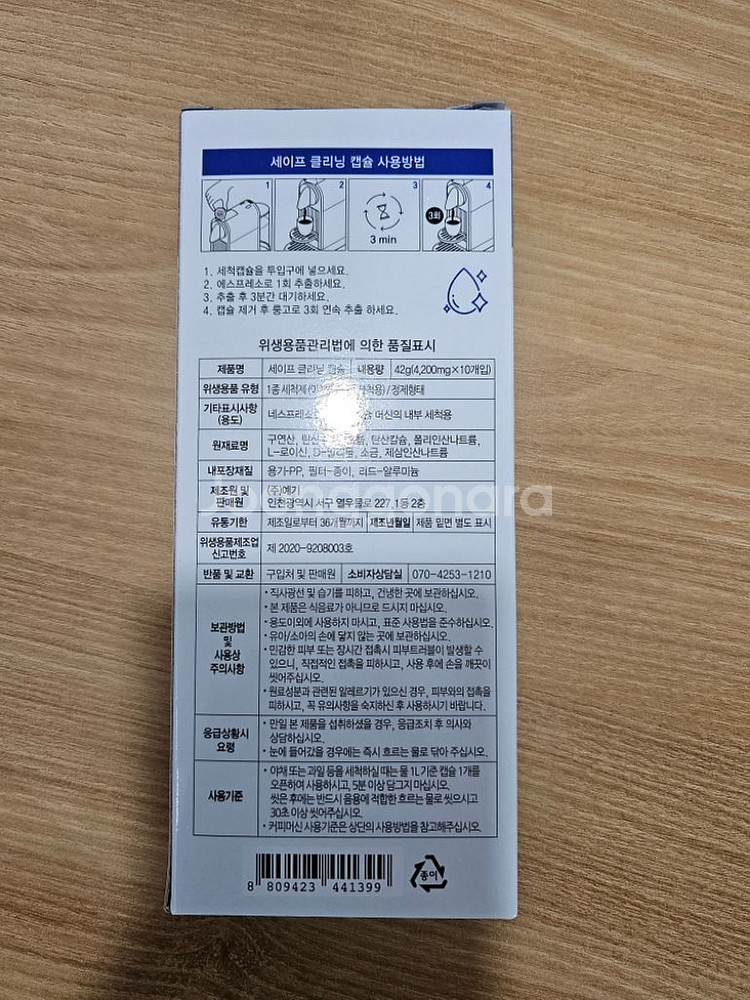 세이프 클리닝 캡슐 사용방법
1 2 3 4
3 min
3회
1. 세척캡슐을 투입구에 넣으세요.
2. 에스프레소로 1회 추출하세요.
3. 추출 후 3분간 대기하세요.
4. 캡슐 제거 후 룽고로 3회 연속 추출 하세요.
위생용품관리법에 의한 품질표시
제품명 세이프 클리닝 캡슐 내용량 42g(4,200mg×10개입)
위생용품 유형 1종 세척제 /정제형태
기타표시사항 (용도) 네스프레소 머신의 내부 세척용
원재료명 구연산, 탄산칼슘, 폴리인산나트륨,
L-로이신, 소금, 제삼인산나트륨
내포장재질 용기-PP, 필터-종이, 리드-알루미늄
제조원 및 판매원 (주)예기
인천광역시 서구 열우물로 227, 1동 2층
유통기한 제조일로부터 36개월까지 제조년월일 제품 밑면 별도 표시
위생용품제조업 신고번호 제 2020-9208003호
반품 및 교환 구입처 및 판매원 소비자상담실 070-4253-1210
보관방법 및 사용상 주의사항
• 직사광선 및 습기를 피하고, 건냉한 곳에 보관하십시오.
• 본 제품은 식음료가 아니므로 드시지 마십시오.
• 용도이외에 사용하지 마시고, 표준 사용법을 준수하십시오.
• 유아/소아의 손에 닿지 않는 곳에 보관하십시오.
• 민감한 피부 또는 장시간 접촉시 피부트러블이 발생할 수
있으니, 직접적인 접촉을 피하시고, 사용 후에 손을 깨끗이
씻어주십시오.
• 원료성분과 관련된 알레르기가 있으신 경우, 피부와의 접촉을
피하시고, 꼭 유의사항을 숙지하신 후 사용하시기 바랍니다.
응급상황시 요령
• 만일 본 제품을 섭취하셨을 경우, 응급조치 후 의사와
상담하십시오.
• 눈에 들어갔을 경우에는 즉시 흐르는 물로 닦아 주십시오.
사용기준
• 야채 또는 과일 등을 세척하실 때는 물 1L 기준 캡슐 1개를
오픈하여 사용하시고, 5분 이상 담그지 마십시오.
씻은 후에는 반드시 음용에 적합한 흐르는 물로 씻으시고
30초 이상 씻어주십시오.
• 커피머신 사용기준은 상단의 사용방법을 참고해주십시오.
8 809423 441399
종이
Joonggonara